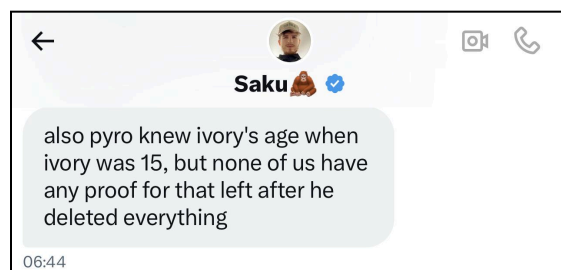 Saku🦧
also pyro knew ivory's age when
ivory was 15, but none of us have
any proof for that left after he
deleted everything
06:44